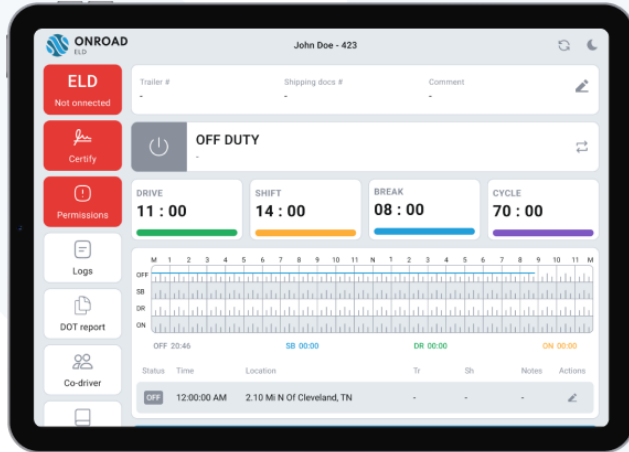 ONROAD
ELD
John Doe - 423
ELD
Not onnected
Certify
Permissions
Logs
DOT report
Co-driver
Trailer # Shipping docs # Comment
- - -
OFF DUTY
-
DRIVE SHIFT BREAK CYCLE
11 : 00 14 : 00 08 : 00 70 : 00
M 1 2 3 4 5 6 7 8 9 10 11 N 1 2 3 4 5 6 7 8 9 10 11 M
OFF
SB
DR
ON
OFF 20:46 SB 00:00 DR 00:00 ON 00:00
Status Time Location Tr Sh Notes Actions
OFF 12:00:00 AM 2.10 Mi N Of Cleveland, TN - - -